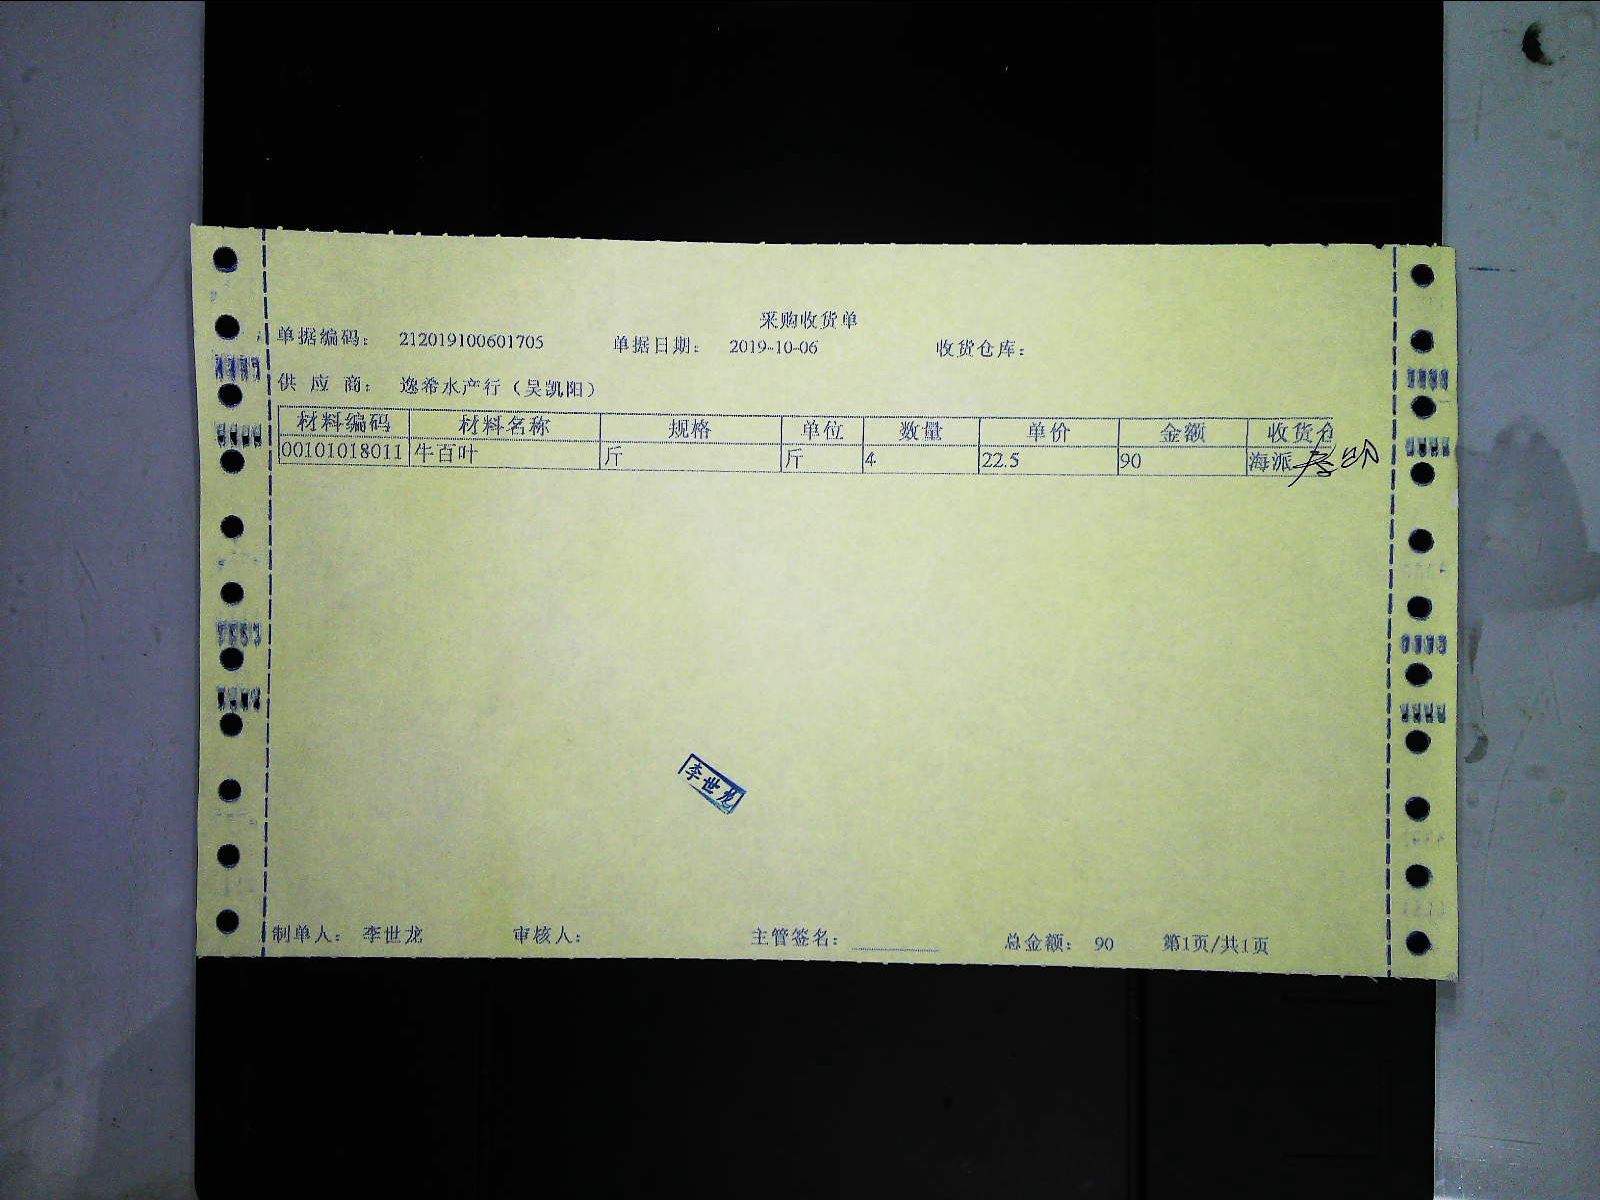 采购收货单
单据编码： 212019100601705 单据日期： 2019-10-06 收货仓库：
供 应 商： 逸希水产行（吴凯阳）
材料编码 材料名称 规格 单位 数量 单价 金额 收货仓
00101018011 牛百叶 斤 斤 4 22.5 90 海派
李世龙
制单人： 李世龙 审核人： 主管签名： 总金额： 90 第1页/共1页